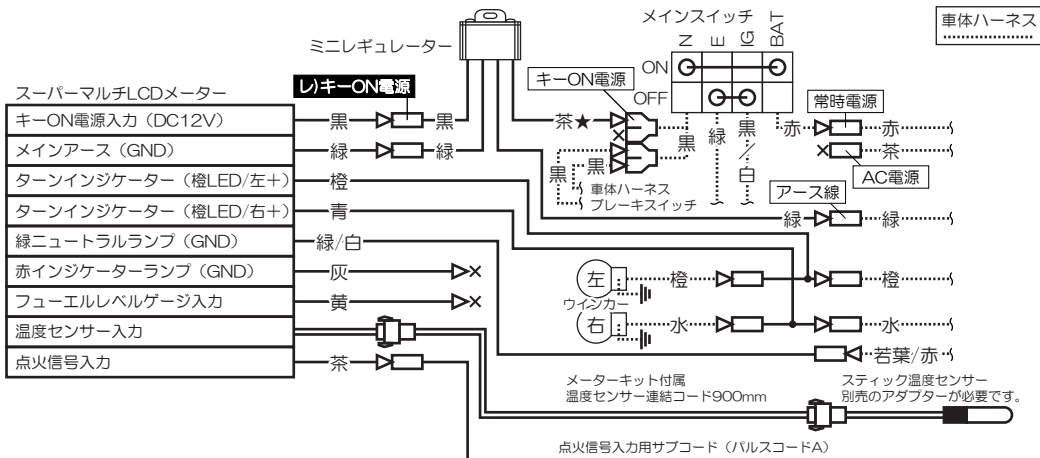 メインスイッチ
車体ハーネス
ミニレギュレーター
N
E
IG
BAT
ON
OFF
レ)キーON電源
キーON電源
常時電源
スーパーマルチLCDメーター
キーON電源入力（DC12V）
黒
黒
茶★
黒
緑
黒／白
赤
赤
メインアース（GND）
緑
緑
黒
黒
茶
AC電源
ターンインジケーター（橙LED/左＋）
橙
車体ハーネス
ブレーキスイッチ
アース線
ターンインジケーター（橙LED/右＋）
青
緑
緑
緑ニュートラルランプ（GND）
緑/白
赤インジケーターランプ（GND）
灰
左
橙
橙
フューエルレベルゲージ入力
黄
ウインカー
温度センサー入力
右
水
水
点火信号入力
茶
若葉/赤
メーターキット付属
温度センサー連結コード900mm
スティック温度センサー
別売のアダプターが必要です。
点火信号入力用サブコード（パルスコードA）